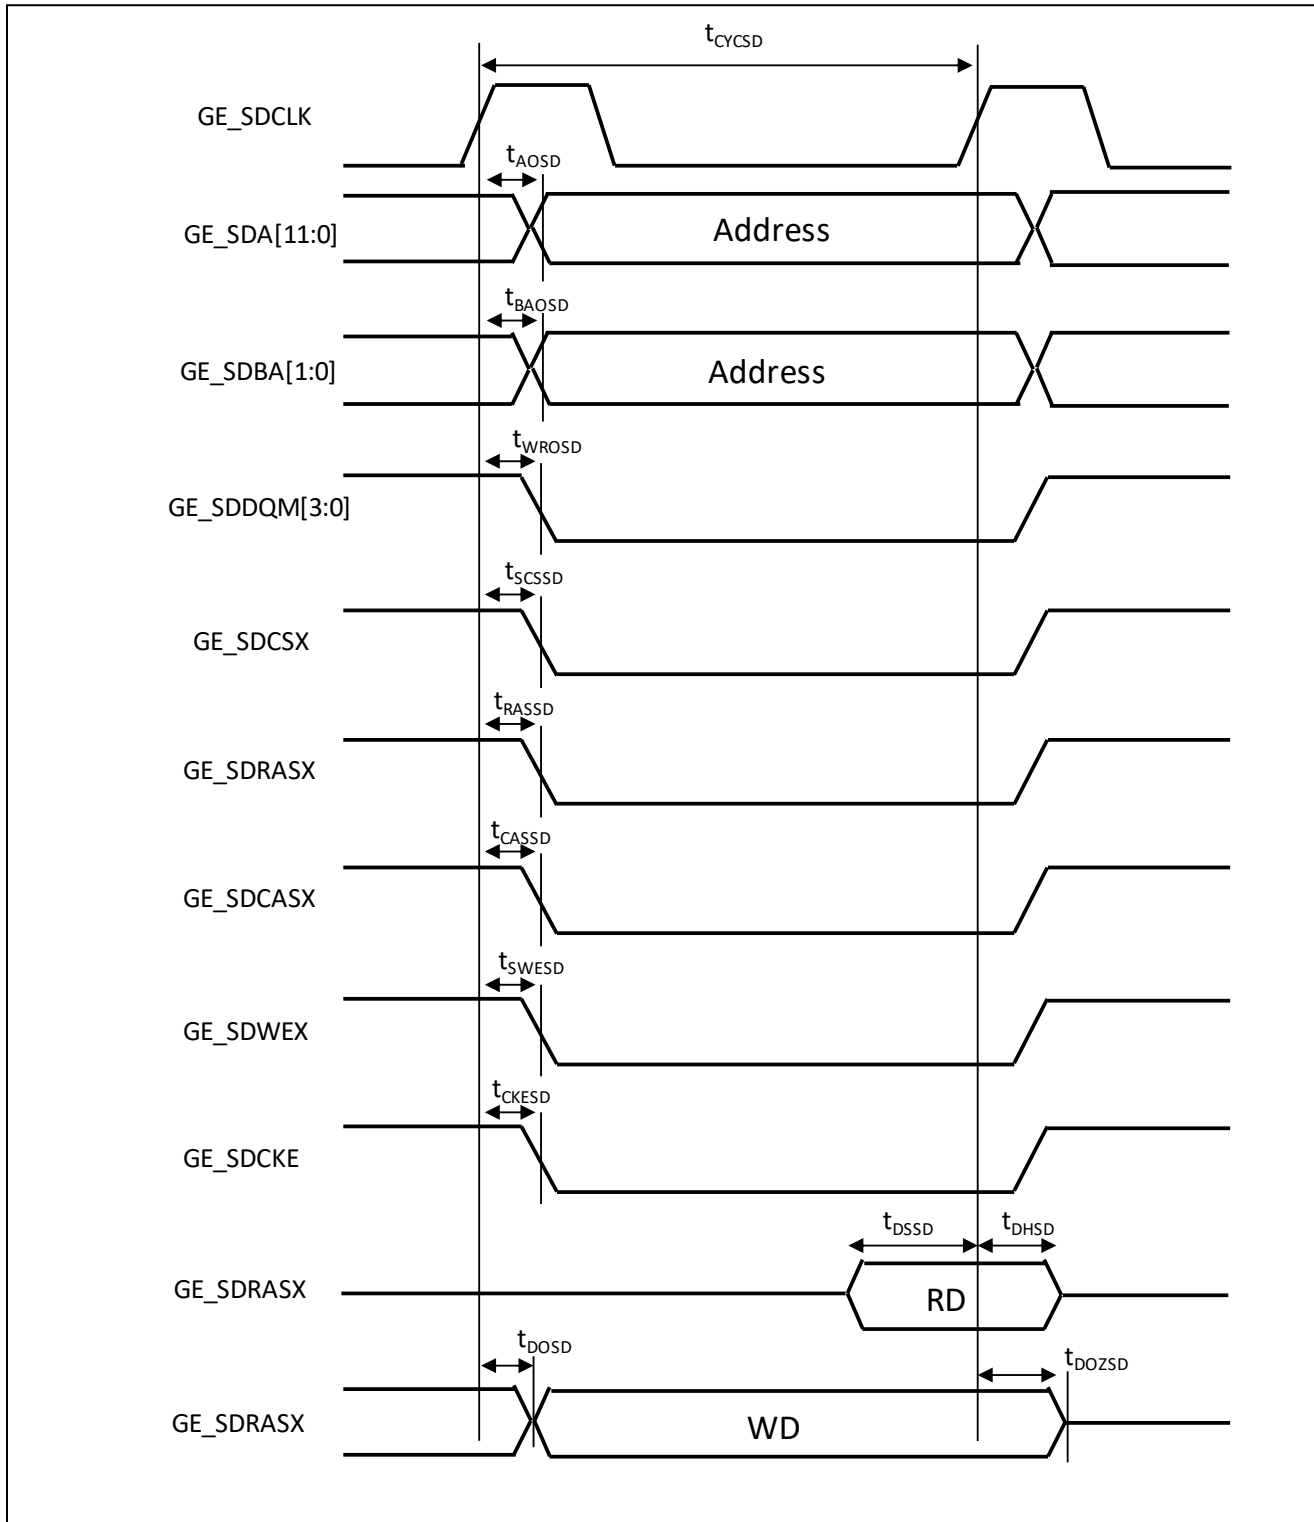 tCYCSD
GE_SDCLK
tAOSD
GE_SDA[11:0]
Address
tBAOSD
GE_SDBA[1:0]
Address
tWROSD
GE_SDDQM[3:0]
tSCSSD
GE_SDCSX
tRASSD
GE_SDRASX
tCASSD
GE_SDCASX
tSWESD
GE_SDWEX
tCKESD
GE_SDCKE
tDSSD tDHSD
GE_SDRASX
RD
tDOSD
tDOZSD
GE_SDRASX
WD